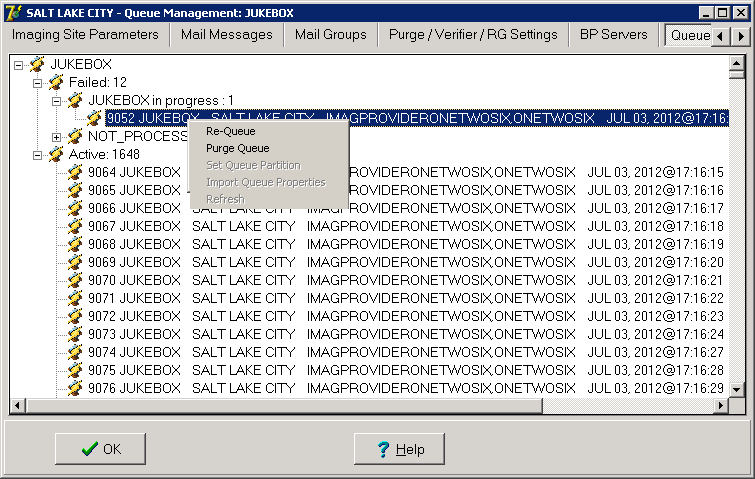 SALT LAKE CITY - Queue Management: JUKEBOX
Imaging Site Parameters Mail Messages Mail Groups Purge / Verifier / RG Settings BP Servers Queue
JUKEBOX
Failed: 12
JUKEBOX in progress : 1
9052 JUKEBOX SALT LAKE CITY IMAGPROVIDERONETWOSIX,ONETWOSIX JUL 03, 2012@17:16:
NOT_PROCESS
Re-Queue
Purge Queue
Set Queue Partition
Import Queue Properties
Refresh
Active: 1648
9064 JUKEBOX ONETWOSIX,ONETWOSIX JUL 03, 2012@17:16:15
9065 JUKEBOX ONETWOSIX,ONETWOSIX JUL 03, 2012@17:16:16
9066 JUKEBOX SALT LAKE CITY IMAGPROVIDERONETWOSIX,ONETWOSIX JUL 03, 2012@17:16:17
9067 JUKEBOX SALT LAKE CITY IMAGPROVIDERONETWOSIX,ONETWOSIX JUL 03, 2012@17:16:18
9068 JUKEBOX SALT LAKE CITY IMAGPROVIDERONETWOSIX,ONETWOSIX JUL 03, 2012@17:16:19
9069 JUKEBOX SALT LAKE CITY IMAGPROVIDERONETWOSIX,ONETWOSIX JUL 03, 2012@17:16:20
9070 JUKEBOX SALT LAKE CITY IMAGPROVIDERONETWOSIX,ONETWOSIX JUL 03, 2012@17:16:21
9071 JUKEBOX SALT LAKE CITY IMAGPROVIDERONETWOSIX,ONETWOSIX JUL 03, 2012@17:16:22
9072 JUKEBOX SALT LAKE CITY IMAGPROVIDERONETWOSIX,ONETWOSIX JUL 03, 2012@17:16:23
9073 JUKEBOX SALT LAKE CITY IMAGPROVIDERONETWOSIX,ONETWOSIX JUL 03, 2012@17:16:24
9074 JUKEBOX SALT LAKE CITY IMAGPROVIDERONETWOSIX,ONETWOSIX JUL 03, 2012@17:16:27
9075 JUKEBOX SALT LAKE CITY IMAGPROVIDERONETWOSIX,ONETWOSIX JUL 03, 2012@17:16:28
9076 JUKEBOX SALT LAKE CITY IMAGPROVIDERONETWOSIX,ONETWOSIX JUL 03, 2012@17:16:29
OK
? Help